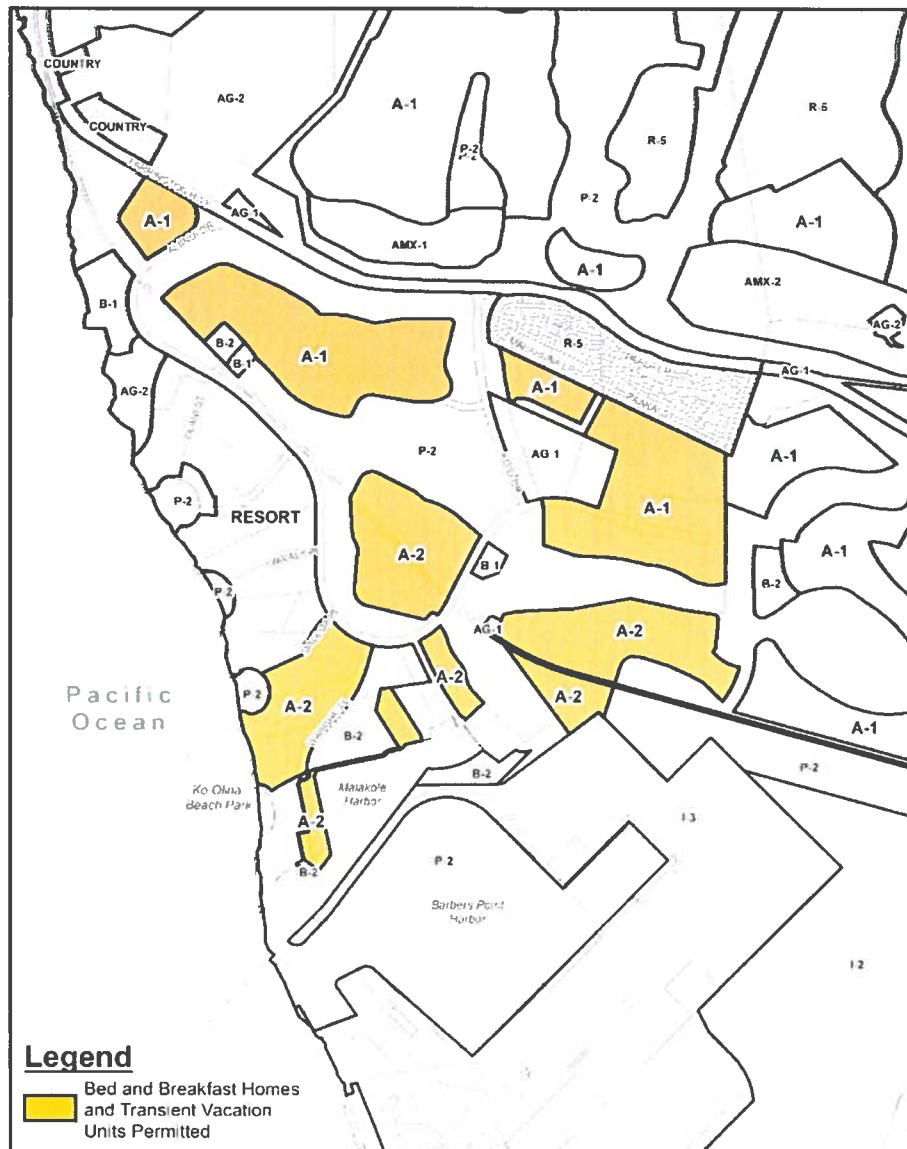 COUNTRY
AG-2
A-1
R-5
COUNTRY
R-5
P-2
P-2
A-1
AG-1
A-1
AMX-1
A-1
AMX-2
B-1
AG-2
B-2
R-5
A-1
B-1
AG-1
AG-2
A-1
P-2
AG-1
A-1
P-2
A-1
RESORT
A-2
A-1
B-1
B-2
P-2
AG-1
A-2
P-2
A-2
A-2
A-2
Pacific
Ocean
B-2
A-1
P-2
B-2
Ko Olina
Beach Park
Malakole
Harbor
A-2
I-3
B-2
P-2
Barbers Point
Harbor
I-2
Legend
Bed and Breakfast Homes
and Transient Vacation
Units Permitted